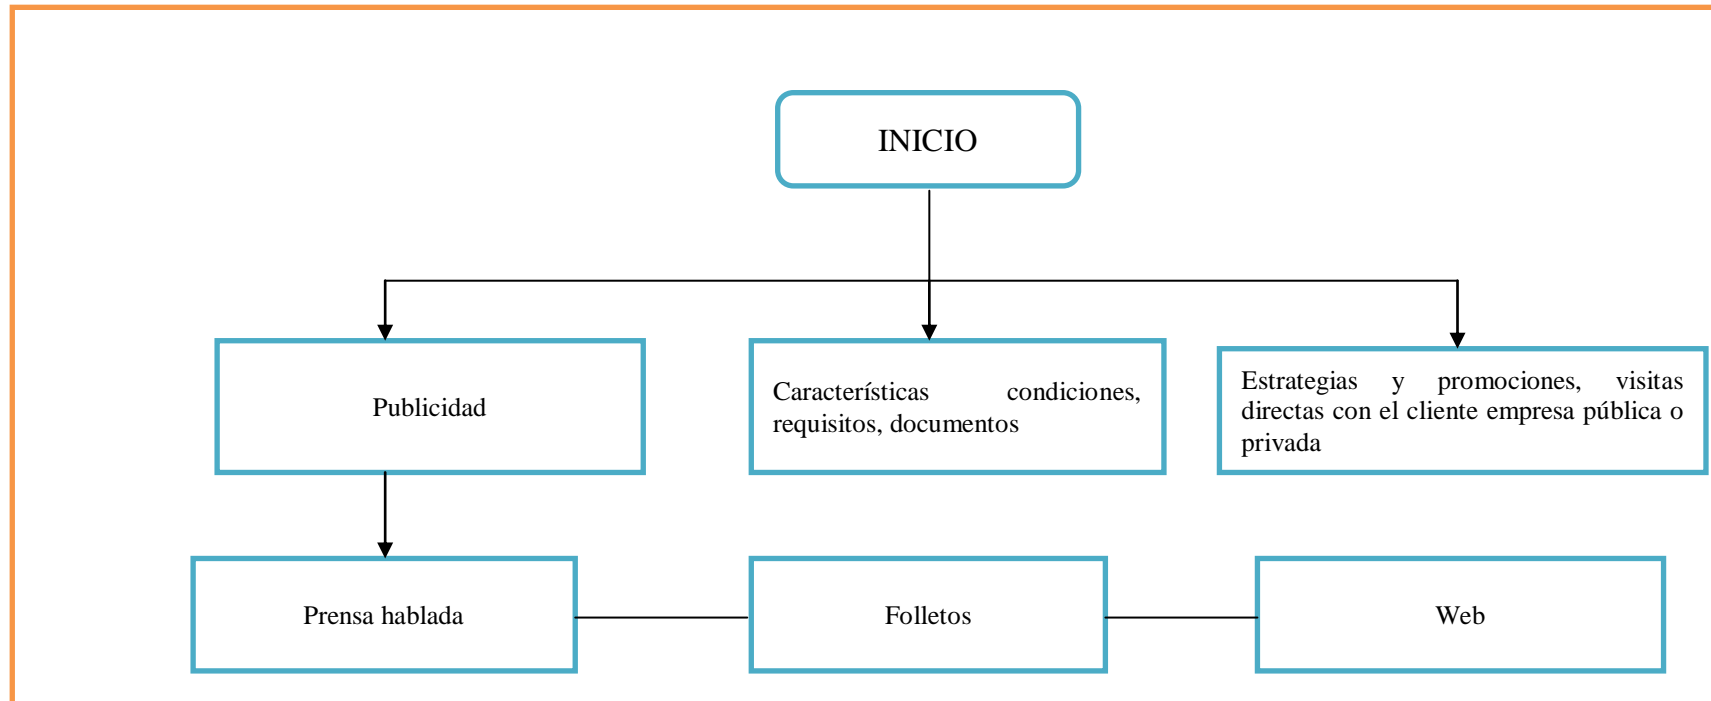 INICIO
Publicidad
Características condiciones,
requisitos, documentos
Estrategias y promociones, visitas
directas con el cliente empresa pública o
privada
Prensa hablada
Folletos
Web